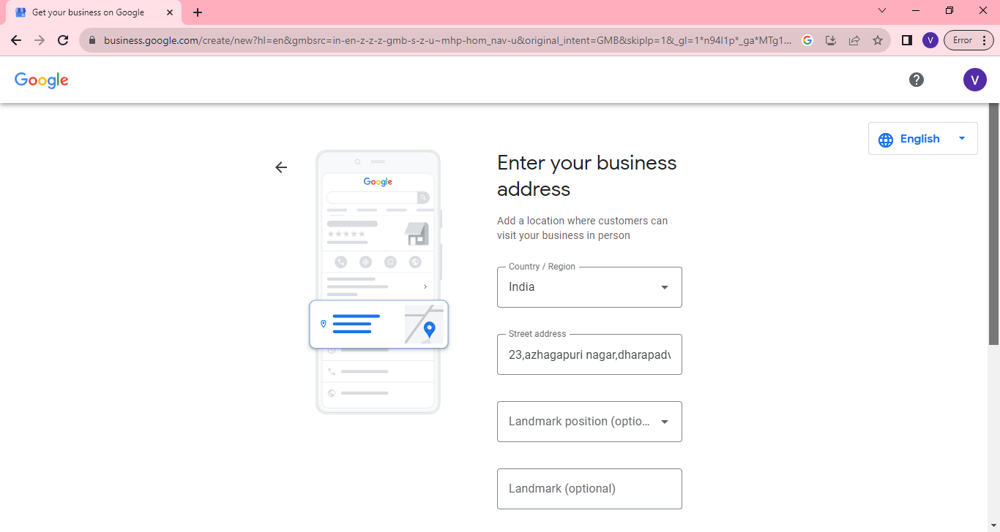 Get your business on Google
business.google.com/create/new?hl=en&gmbsrc=in-en-z-z-z-gmb-s-z-u~mhp-hom_nav-u&original_intent=GMB&skiplp=1&_gl=1*n94l1p*_ga*MTg1...
V
Error
Google
V
English
Google
Enter your business
address
Add a location where customers can
visit your business in person
Country / Region
India
Street address
23,azhagapuri nagar,dharapadv
Landmark position (optio...
Landmark (optional)